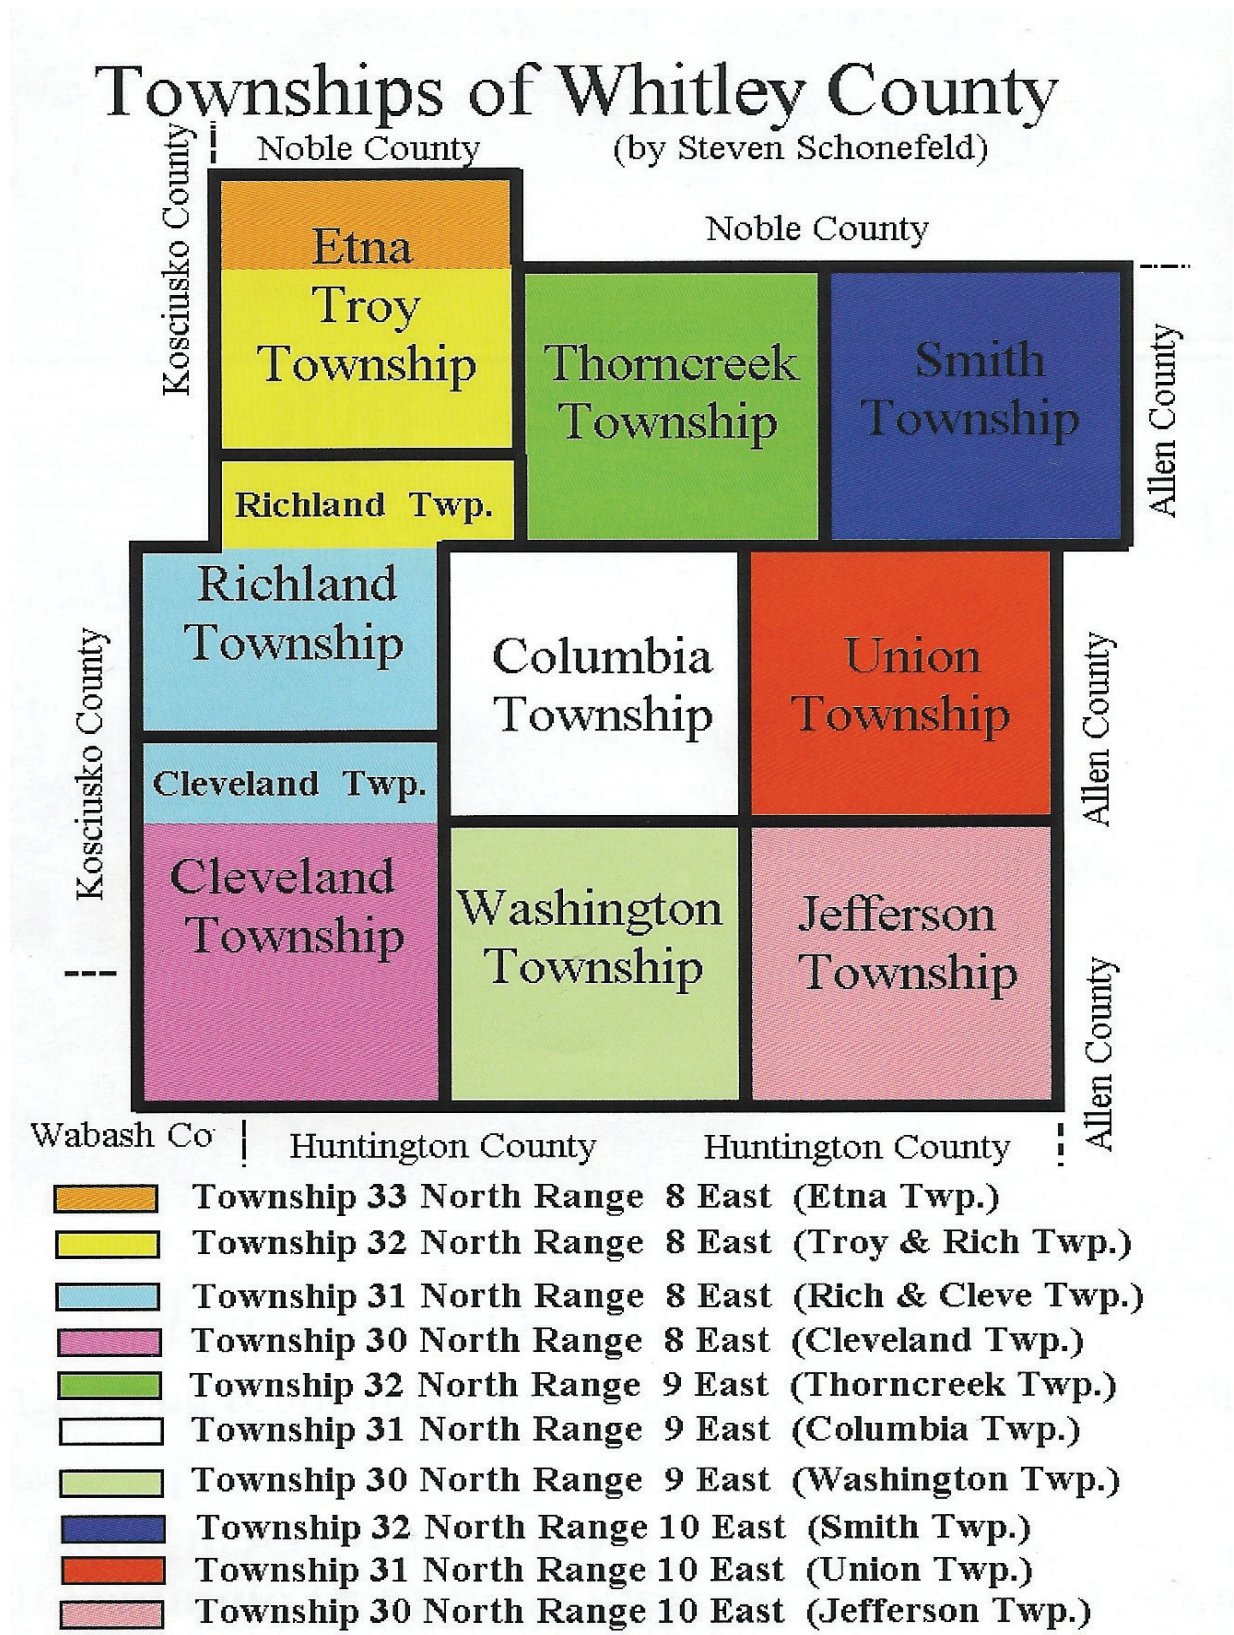 Townships of Whitley County
(by Steven Schonefeld)
Noble County
Kosciusko County
Noble County
Etna
Troy
Township
Thorncreek
Township
Smith
Township
Allen County
Richland Twp.
Richland
Township
Columbia
Township
Union
Township
Kosciusko County
Allen County
Cleveland Twp.
Cleveland
Township
Washington
Township
Jefferson
Township
Allen County
Wabash Co
Huntington County
Huntington County
Township 33 North Range 8 East (Etna Twp.)
Township 32 North Range 8 East (Troy & Rich Twp.)
Township 31 North Range 8 East (Rich & Cleve Twp.)
Township 30 North Range 8 East (Cleveland Twp.)
Township 32 North Range 9 East (Thorncreek Twp.)
Township 31 North Range 9 East (Columbia Twp.)
Township 30 North Range 9 East (Washington Twp.)
Township 32 North Range 10 East (Smith Twp.)
Township 31 North Range 10 East (Union Twp.)
Township 30 North Range 10 East (Jefferson Twp.)